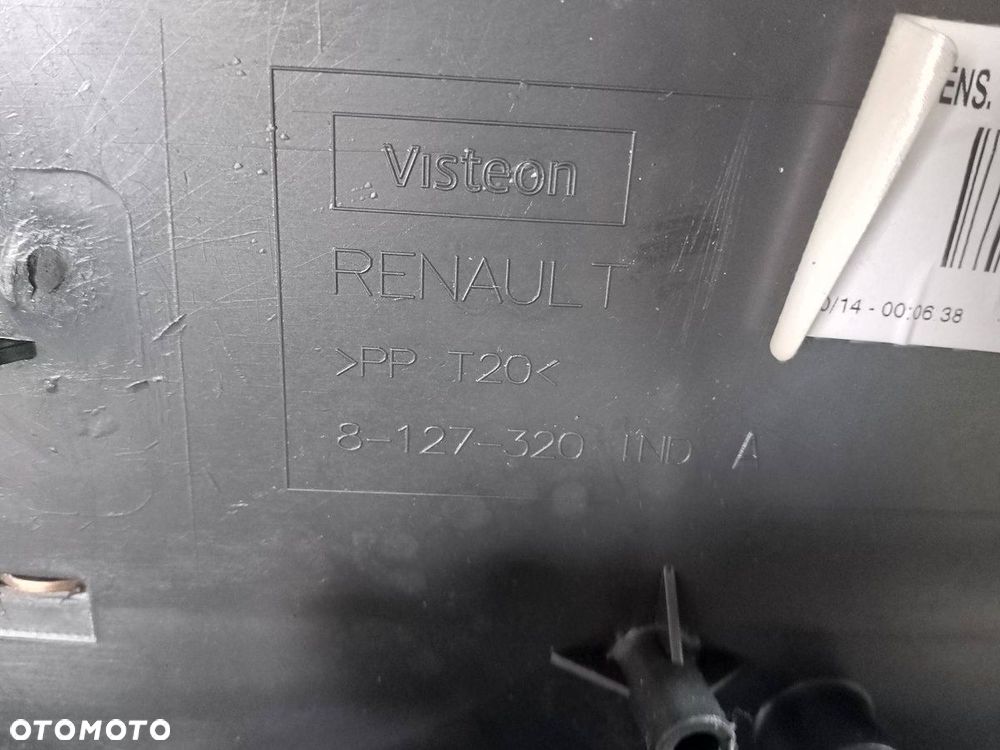 Visteon
RENAULT
>PP T20<
8-127-320 IND A
ENS.
/14 - 00:06:38
OTOMOTO